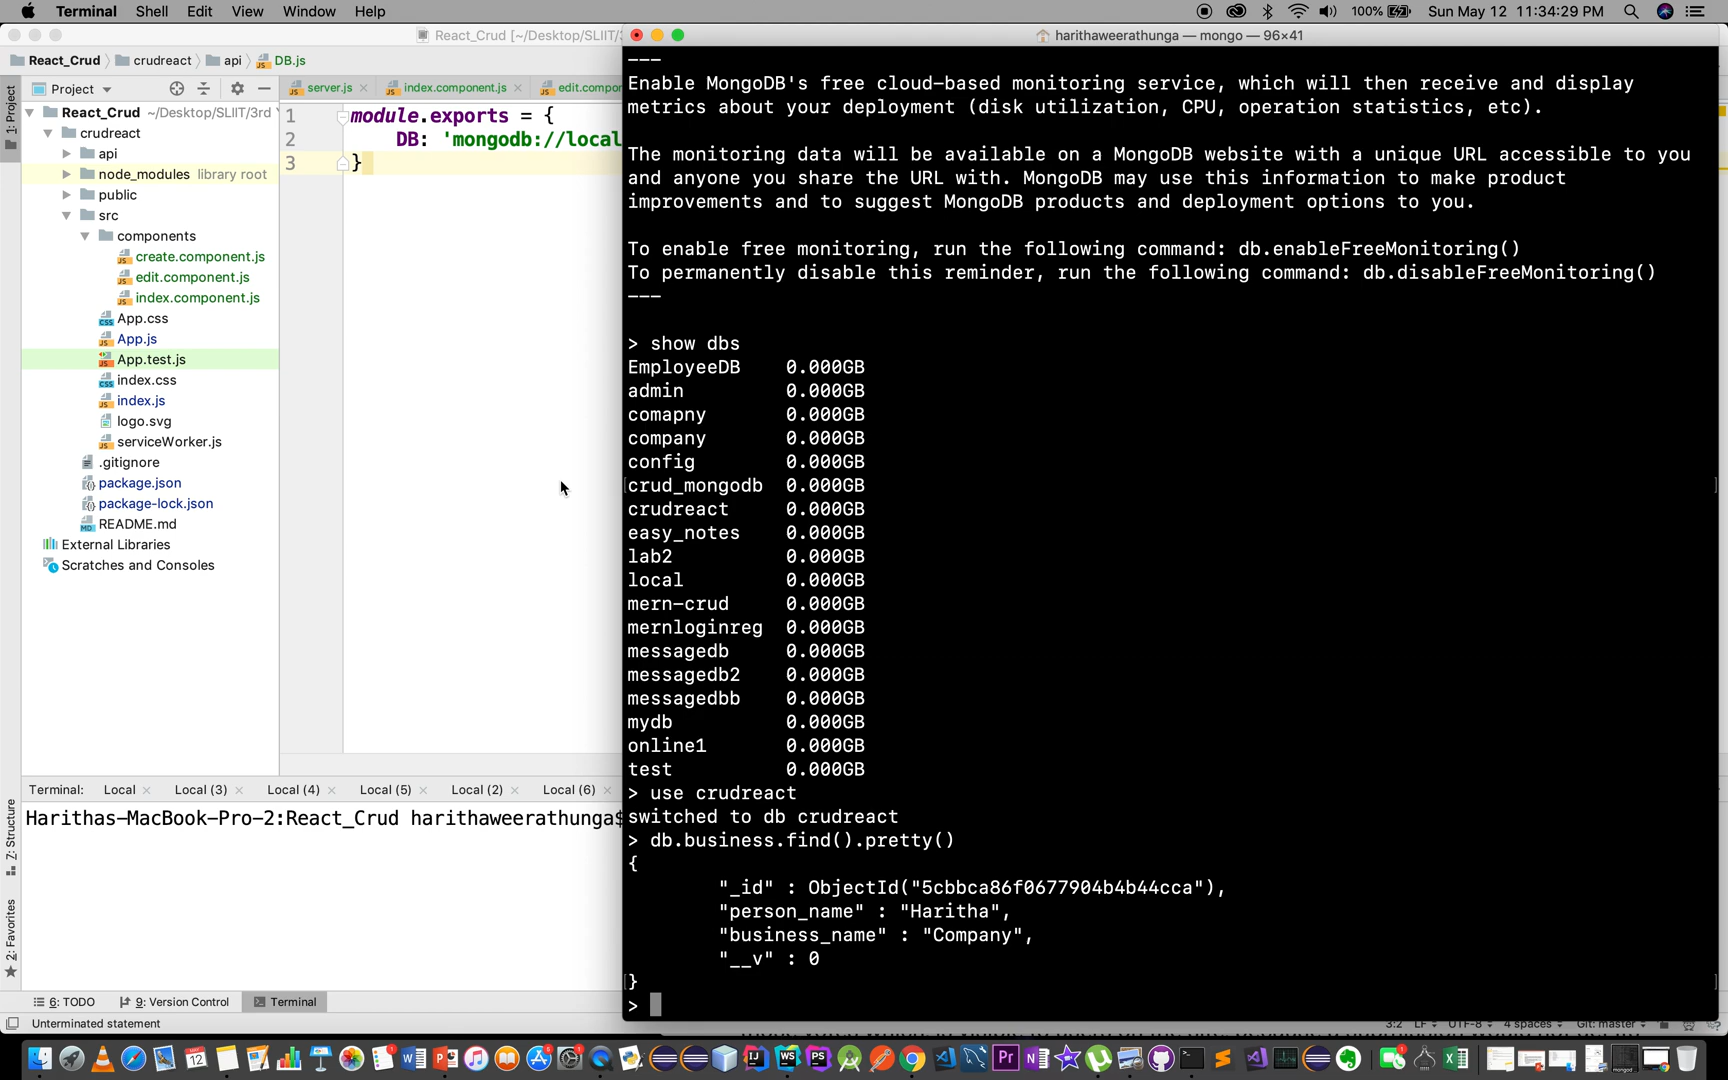 Terminal Shell Edit View Window Help
100% Sun May 12 11:34:29 PM
React_Crud [~/Desktop/SLIIT/
harithaweerathunga — mongo — 96×41
React_Crud crudreact api DB.js
Project
server.js index.component.js edit.compon
1: Project
React_Crud ~/Desktop/SLIIT/3rd
crudreact
api
node_modules library root
public
src
components
create.component.js
edit.component.js
index.component.js
App.css
App.js
App.test.js
index.css
index.js
logo.svg
serviceWorker.js
.gitignore
package.json
package-lock.json
README.md
External Libraries
Scratches and Consoles
1 module.exports = {
2 DB: 'mongodb://local
3 }
---
Enable MongoDB's free cloud-based monitoring service, which will then receive and display
metrics about your deployment (disk utilization, CPU, operation statistics, etc).
The monitoring data will be available on a MongoDB website with a unique URL accessible to you
and anyone you share the URL with. MongoDB may use this information to make product
improvements and to suggest MongoDB products and deployment options to you.
To enable free monitoring, run the following command: db.enableFreeMonitoring()
To permanently disable this reminder, run the following command: db.disableFreeMonitoring()
---
> show dbs
EmployeeDB 0.000GB
admin 0.000GB
comapny 0.000GB
company 0.000GB
config 0.000GB
crud_mongodb 0.000GB
crudreact 0.000GB
easy_notes 0.000GB
lab2 0.000GB
local 0.000GB
mern-crud 0.000GB
mernloginreg 0.000GB
messagedb 0.000GB
messagedb2 0.000GB
messagedbb 0.000GB
mydb 0.000GB
online1 0.000GB
test 0.000GB
> use crudreact
switched to db crudreact
> db.business.find().pretty()
{
"_id" : ObjectId("5cbbca86f0677904b4b44cca"),
"person_name" : "Haritha",
"business_name" : "Company",
"__v" : 0
}
>
Terminal: Local Local (3) Local (4) Local (5) Local (2) Local (6)
Harithas-MacBook-Pro-2:React_Crud harithaweerathunga$
Z: Structure
2: Favorites
6: TODO 9: Version Control Terminal
Unterminated statement
3:2 LF UTF-8 4 spaces Git: master